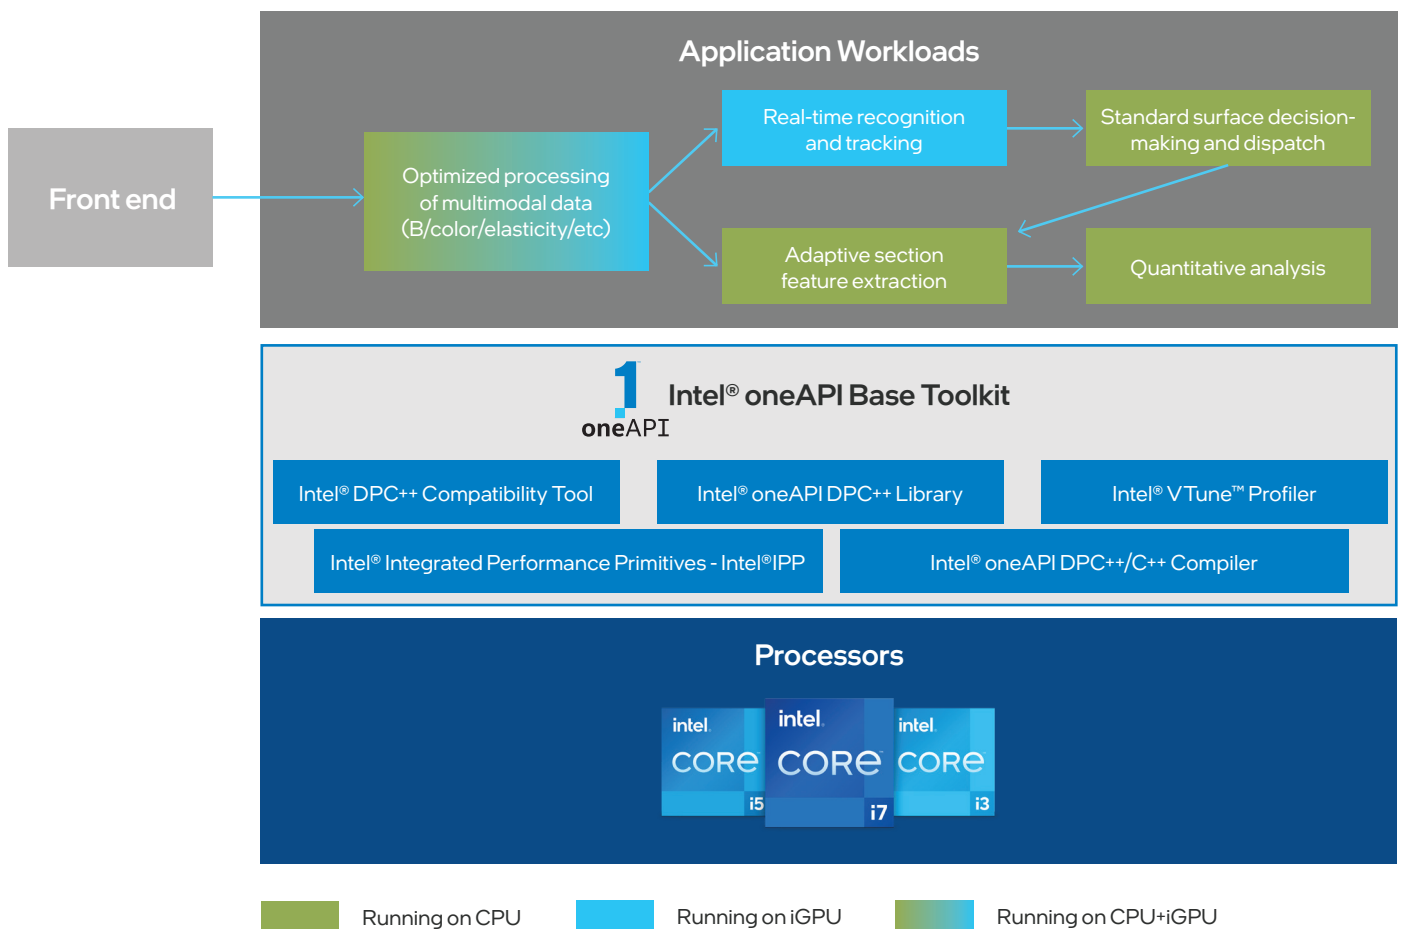 Application Workloads
Front end
Optimized processing
of multimodal data
(B/color/elasticity/etc)
Real-time recognition
and tracking
Standard surface decision-
making and dispatch
Adaptive section
feature extraction
Quantitative analysis
1
oneAPI
Intel® oneAPI Base Toolkit
Intel® DPC++ Compatibility Tool
Intel® oneAPI DPC++ Library
Intel® VTune™ Profiler
Intel® Integrated Performance Primitives - Intel®IPP
Intel® oneAPI DPC++/C++ Compiler
Processors
intel.
CORE
i5
intel.
CORE™
i7
intel.
CORE™
i3
Running on CPU
Running on iGPU
Running on CPU+iGPU